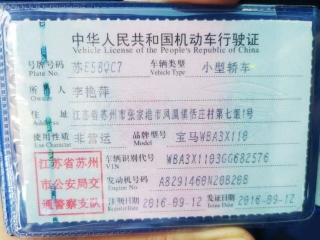 中华人民共和国机动车行驶证
Vehicle License of the People's Republic of China
号牌号码 苏E5BQC7 车辆类型 小型轿车
Plate No. Vehicle Type
所有人 李艳萍
Owner
住址 江苏省苏州市张家港市凤凰镇恬庄村第七组1号
Address
使用性质 非营运 品牌型号 宝马WBA3X110
Use Character Model
江苏省苏州 车辆识别代号 WBA3X1103GG682576
VIN
市公安局交 发动机号码 A8291460N20B20B
Engine No.
通警察支队 注册日期 2016-09-12 发证日期 2016-09-12
Register Date Issue Date